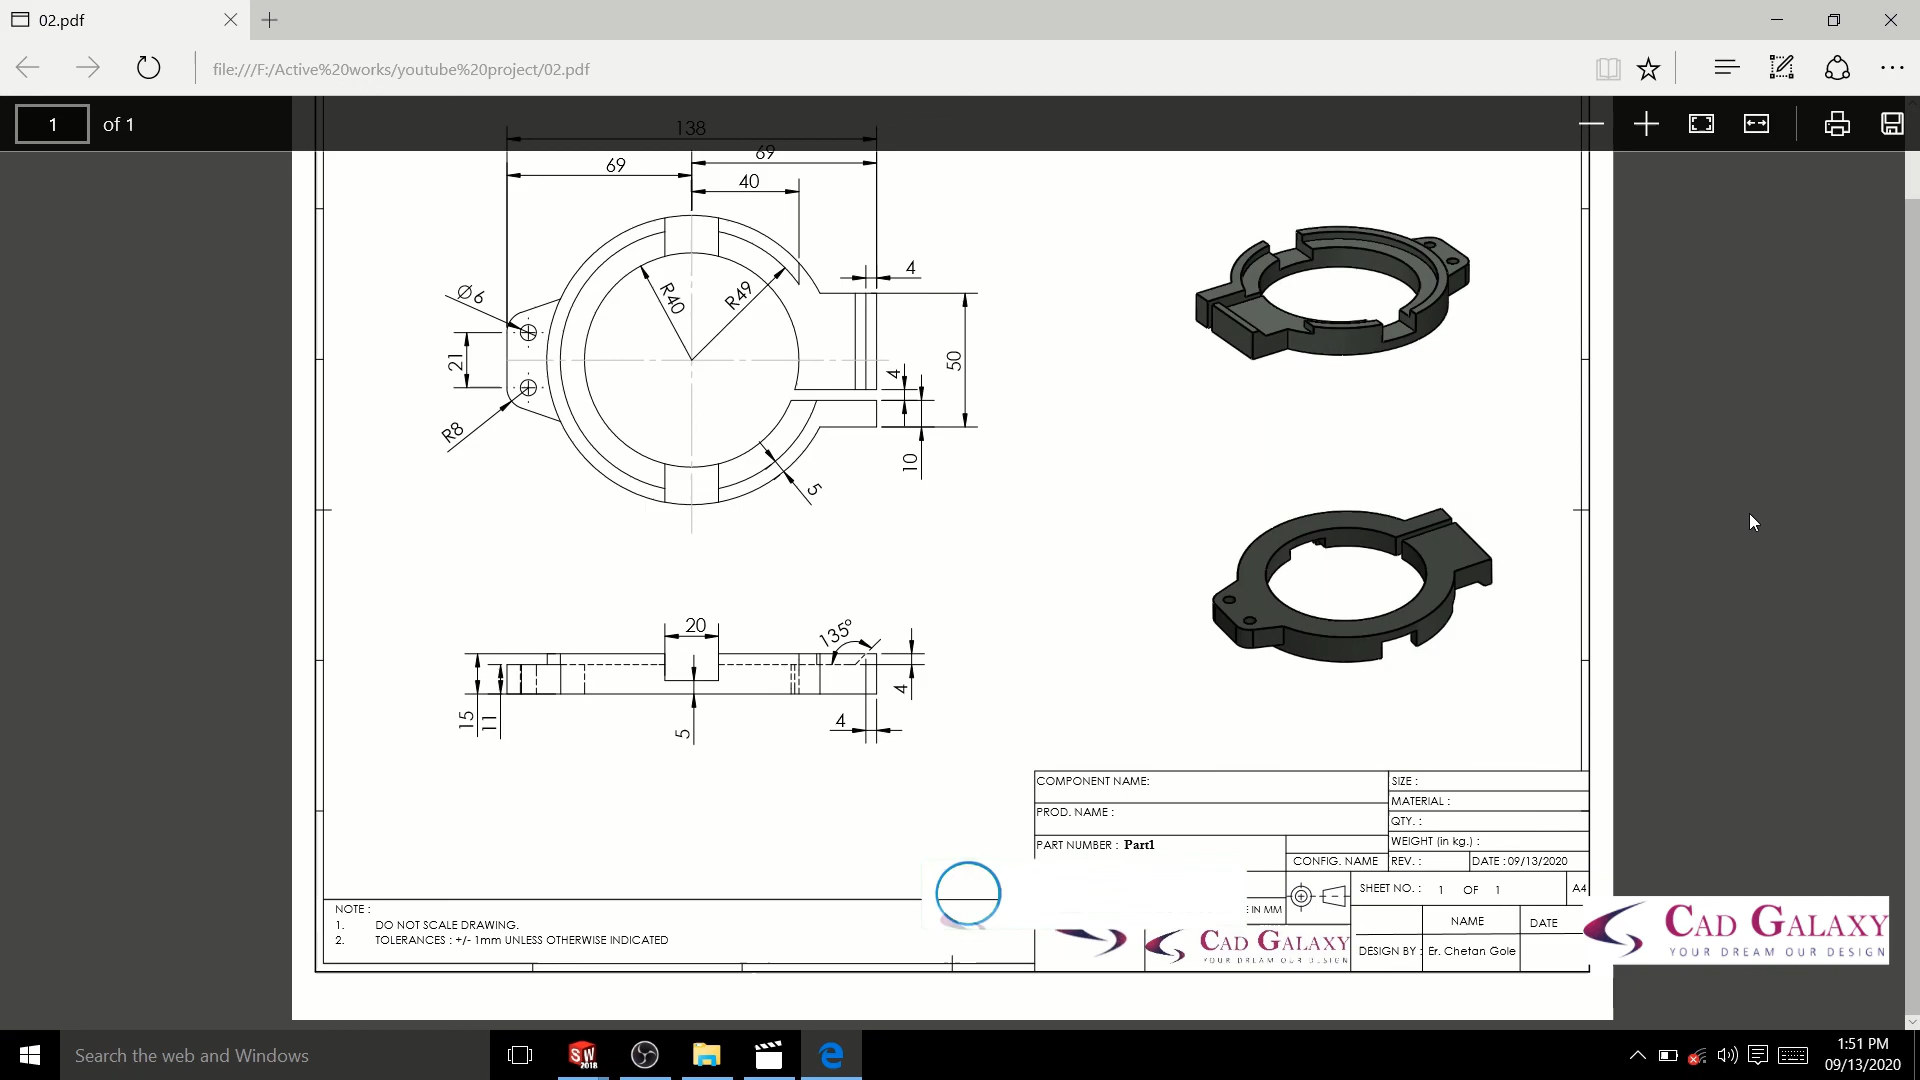 02.pdf
file:///F:/Active%20works/youtube%20project/02.pdf
1
of 1
138
69
69
40
4
Ø6
R40
R49
21
4
50
R8
10
5
20
135°
15
11
5
4
4
COMPONENT NAME:
SIZE :
MATERIAL :
PROD. NAME :
QTY. :
PART NUMBER : Part1
WEIGHT (in kg.) :
CONFIG. NAME
REV. :
DATE :09/13/2020
SHEET NO. : 1 OF 1
A4
NOTE :
E IN MM
1. DO NOT SCALE DRAWING.
NAME
DATE
2. TOLERANCES : +/- 1mm UNLESS OTHERWISE INDICATED
CAD GALAXY
YOUR DREAM OUR DESIGN
DESIGN BY : Er. Chetan Gole
CAD GALAXY
YOUR DREAM OUR DESIGN
Search the web and Windows
SW
2018
1:51 PM
09/13/2020